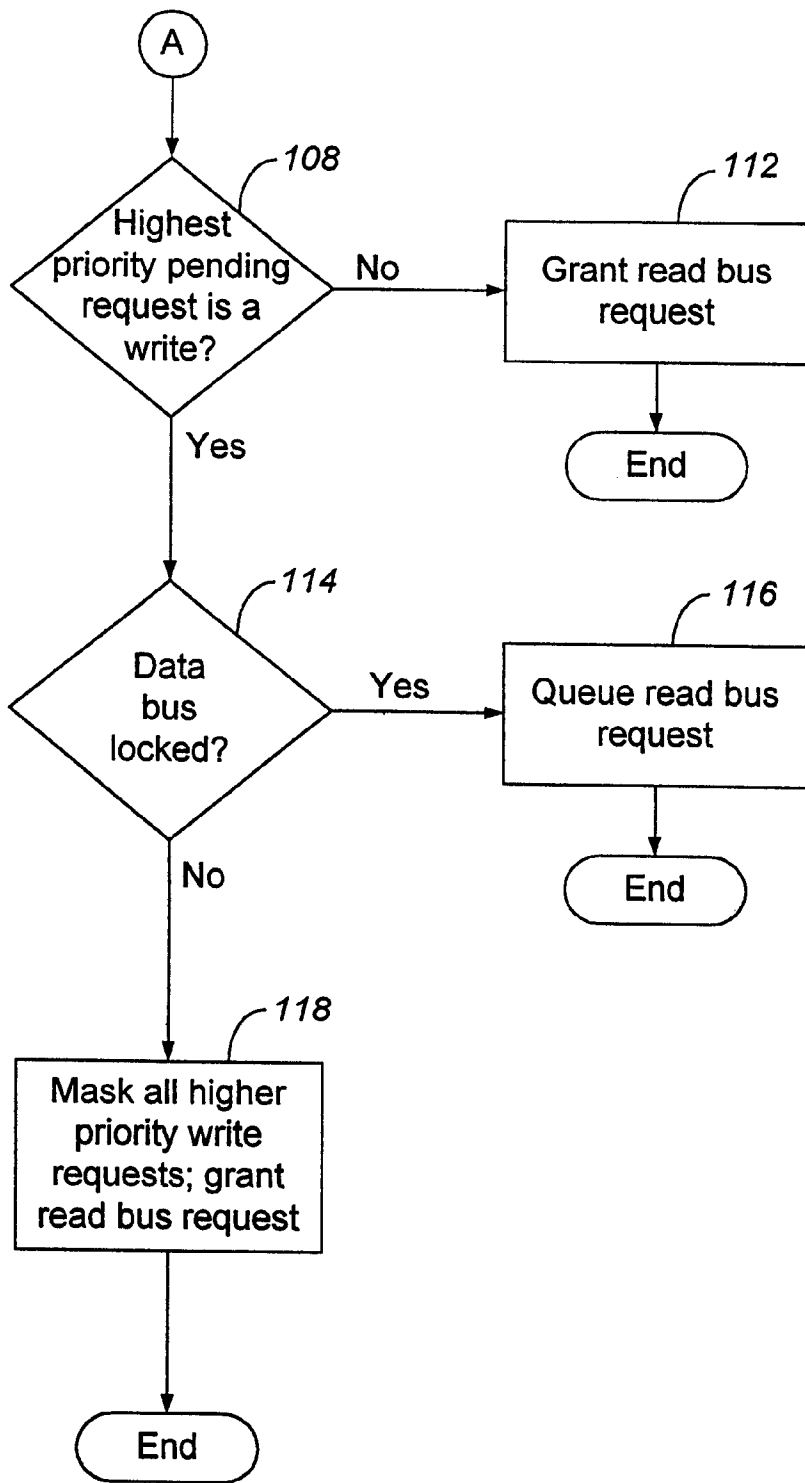 A
108
Highest
priority pending
request is a
write?
No
112
Grant read bus
request
End
Yes
114
Data
bus
locked?
Yes
116
Queue read bus
request
End
No
118
Mask all higher
priority write
requests; grant
read bus request
End